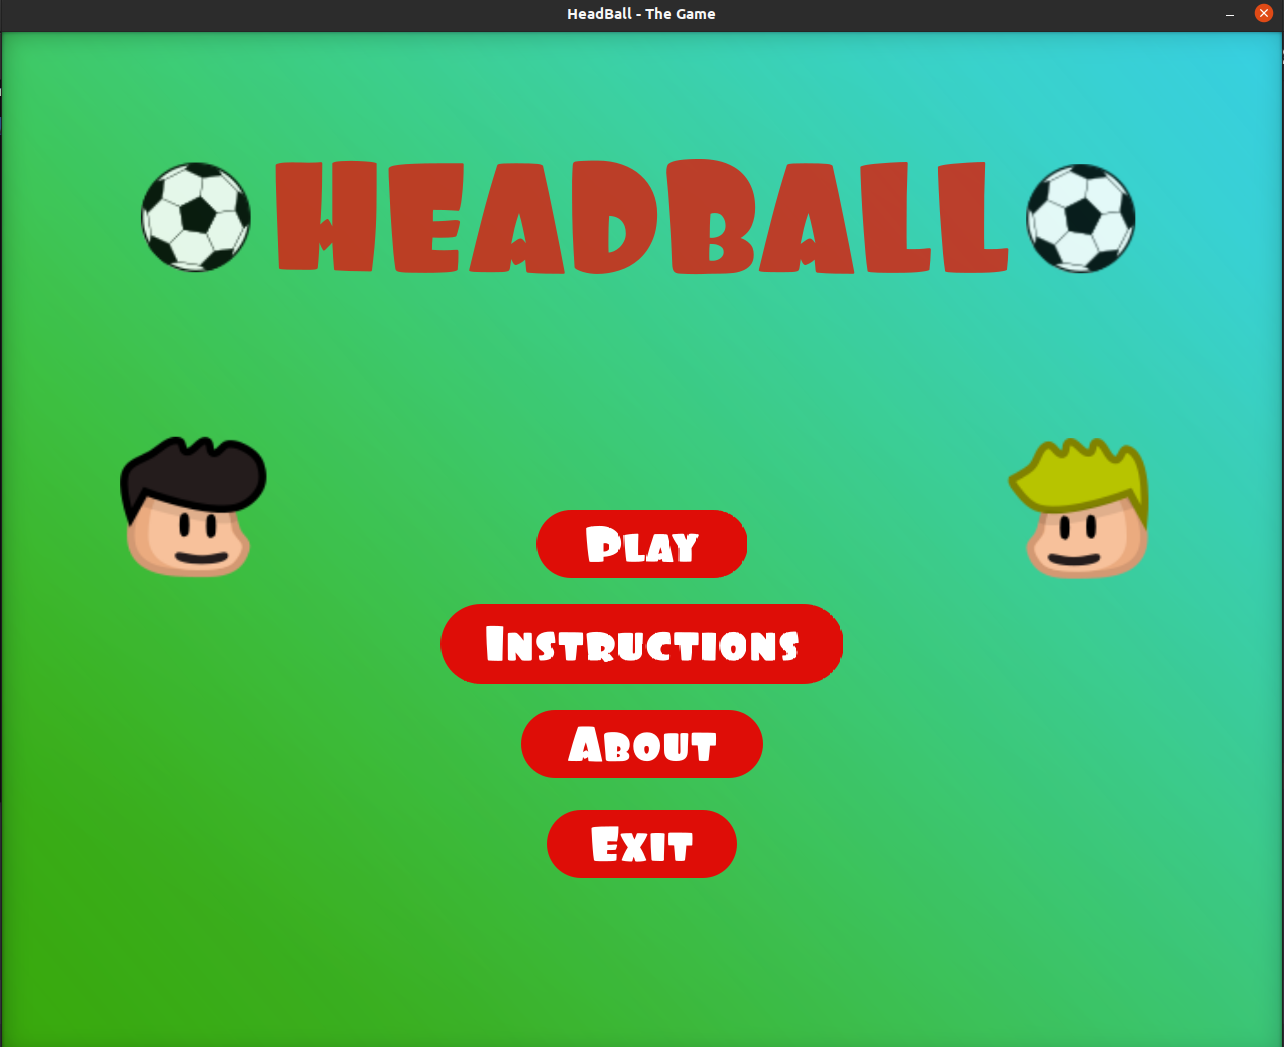 HeadBall - The Game
HEADBALL
PLAY
INSTRUCTIONS
ABOUT
EXIT